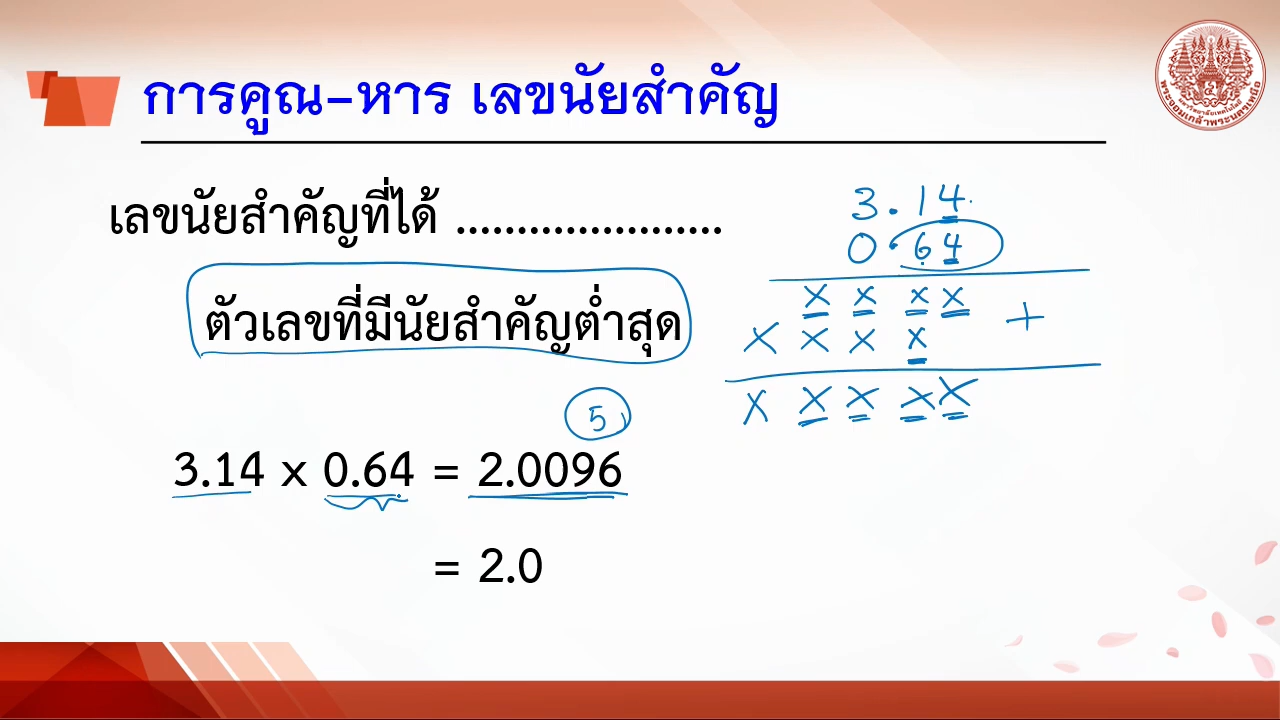 การคูณ-หาร เลขนัยสำคัญ
เลขนัยสำคัญที่ได้ ......................
ตัวเลขที่มีนัยสำคัญต่ำสุด
3.14
0.64
x x x x +
x x x x
x x x x x
5
3.14 x 0.64 = 2.0096
= 2.0